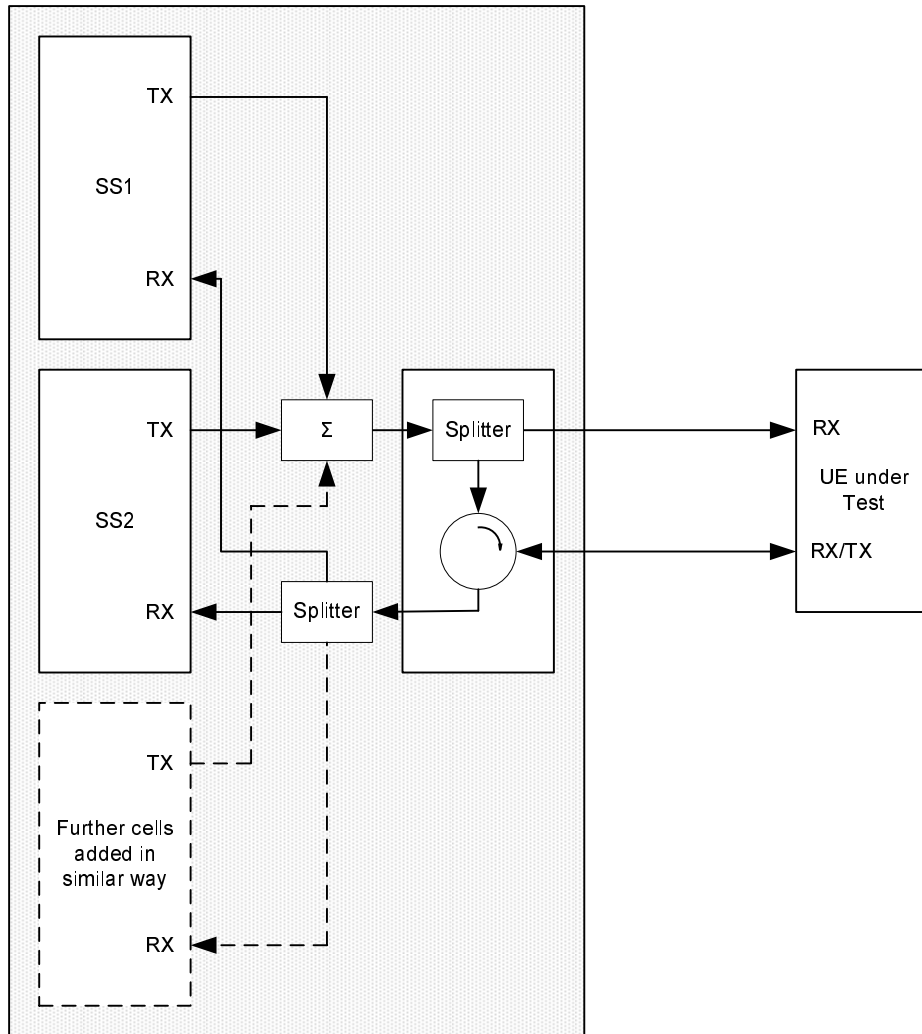 TX
SS1
RX
TX
Σ
Splitter
RX
UE under
Test
SS2
RX/TX
RX
Splitter
TX
Further cells
added in
similar way
RX